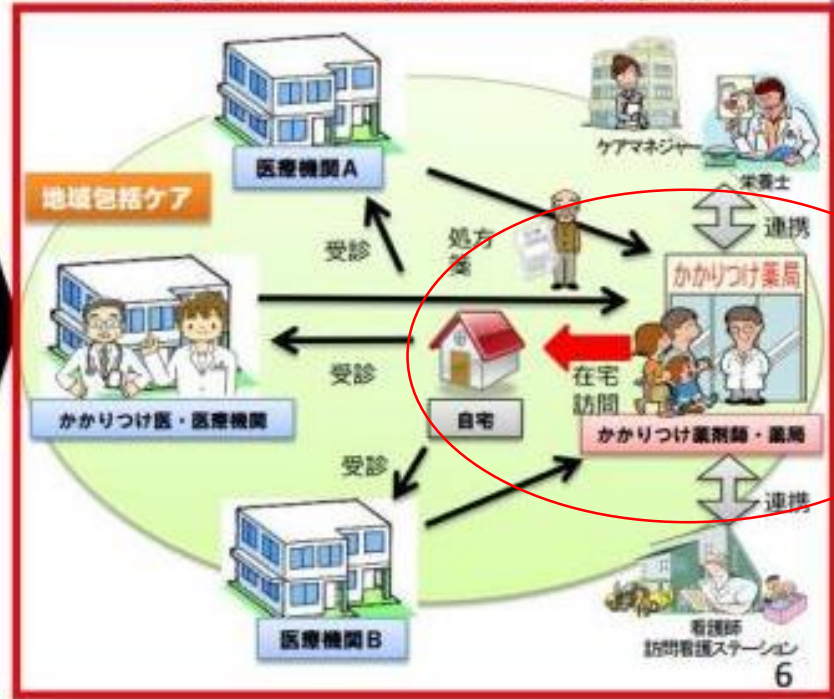 医療機関A
ケアマネジャー
栄養士
地域包括ケア
受診
処方
薬
連携
かかりつけ薬局
受診
在宅
訪問
かかりつけ医・医療機関
自宅
かかりつけ薬剤師・薬局
受診
連携
医療機関B
看護師
訪問看護ステーション
6